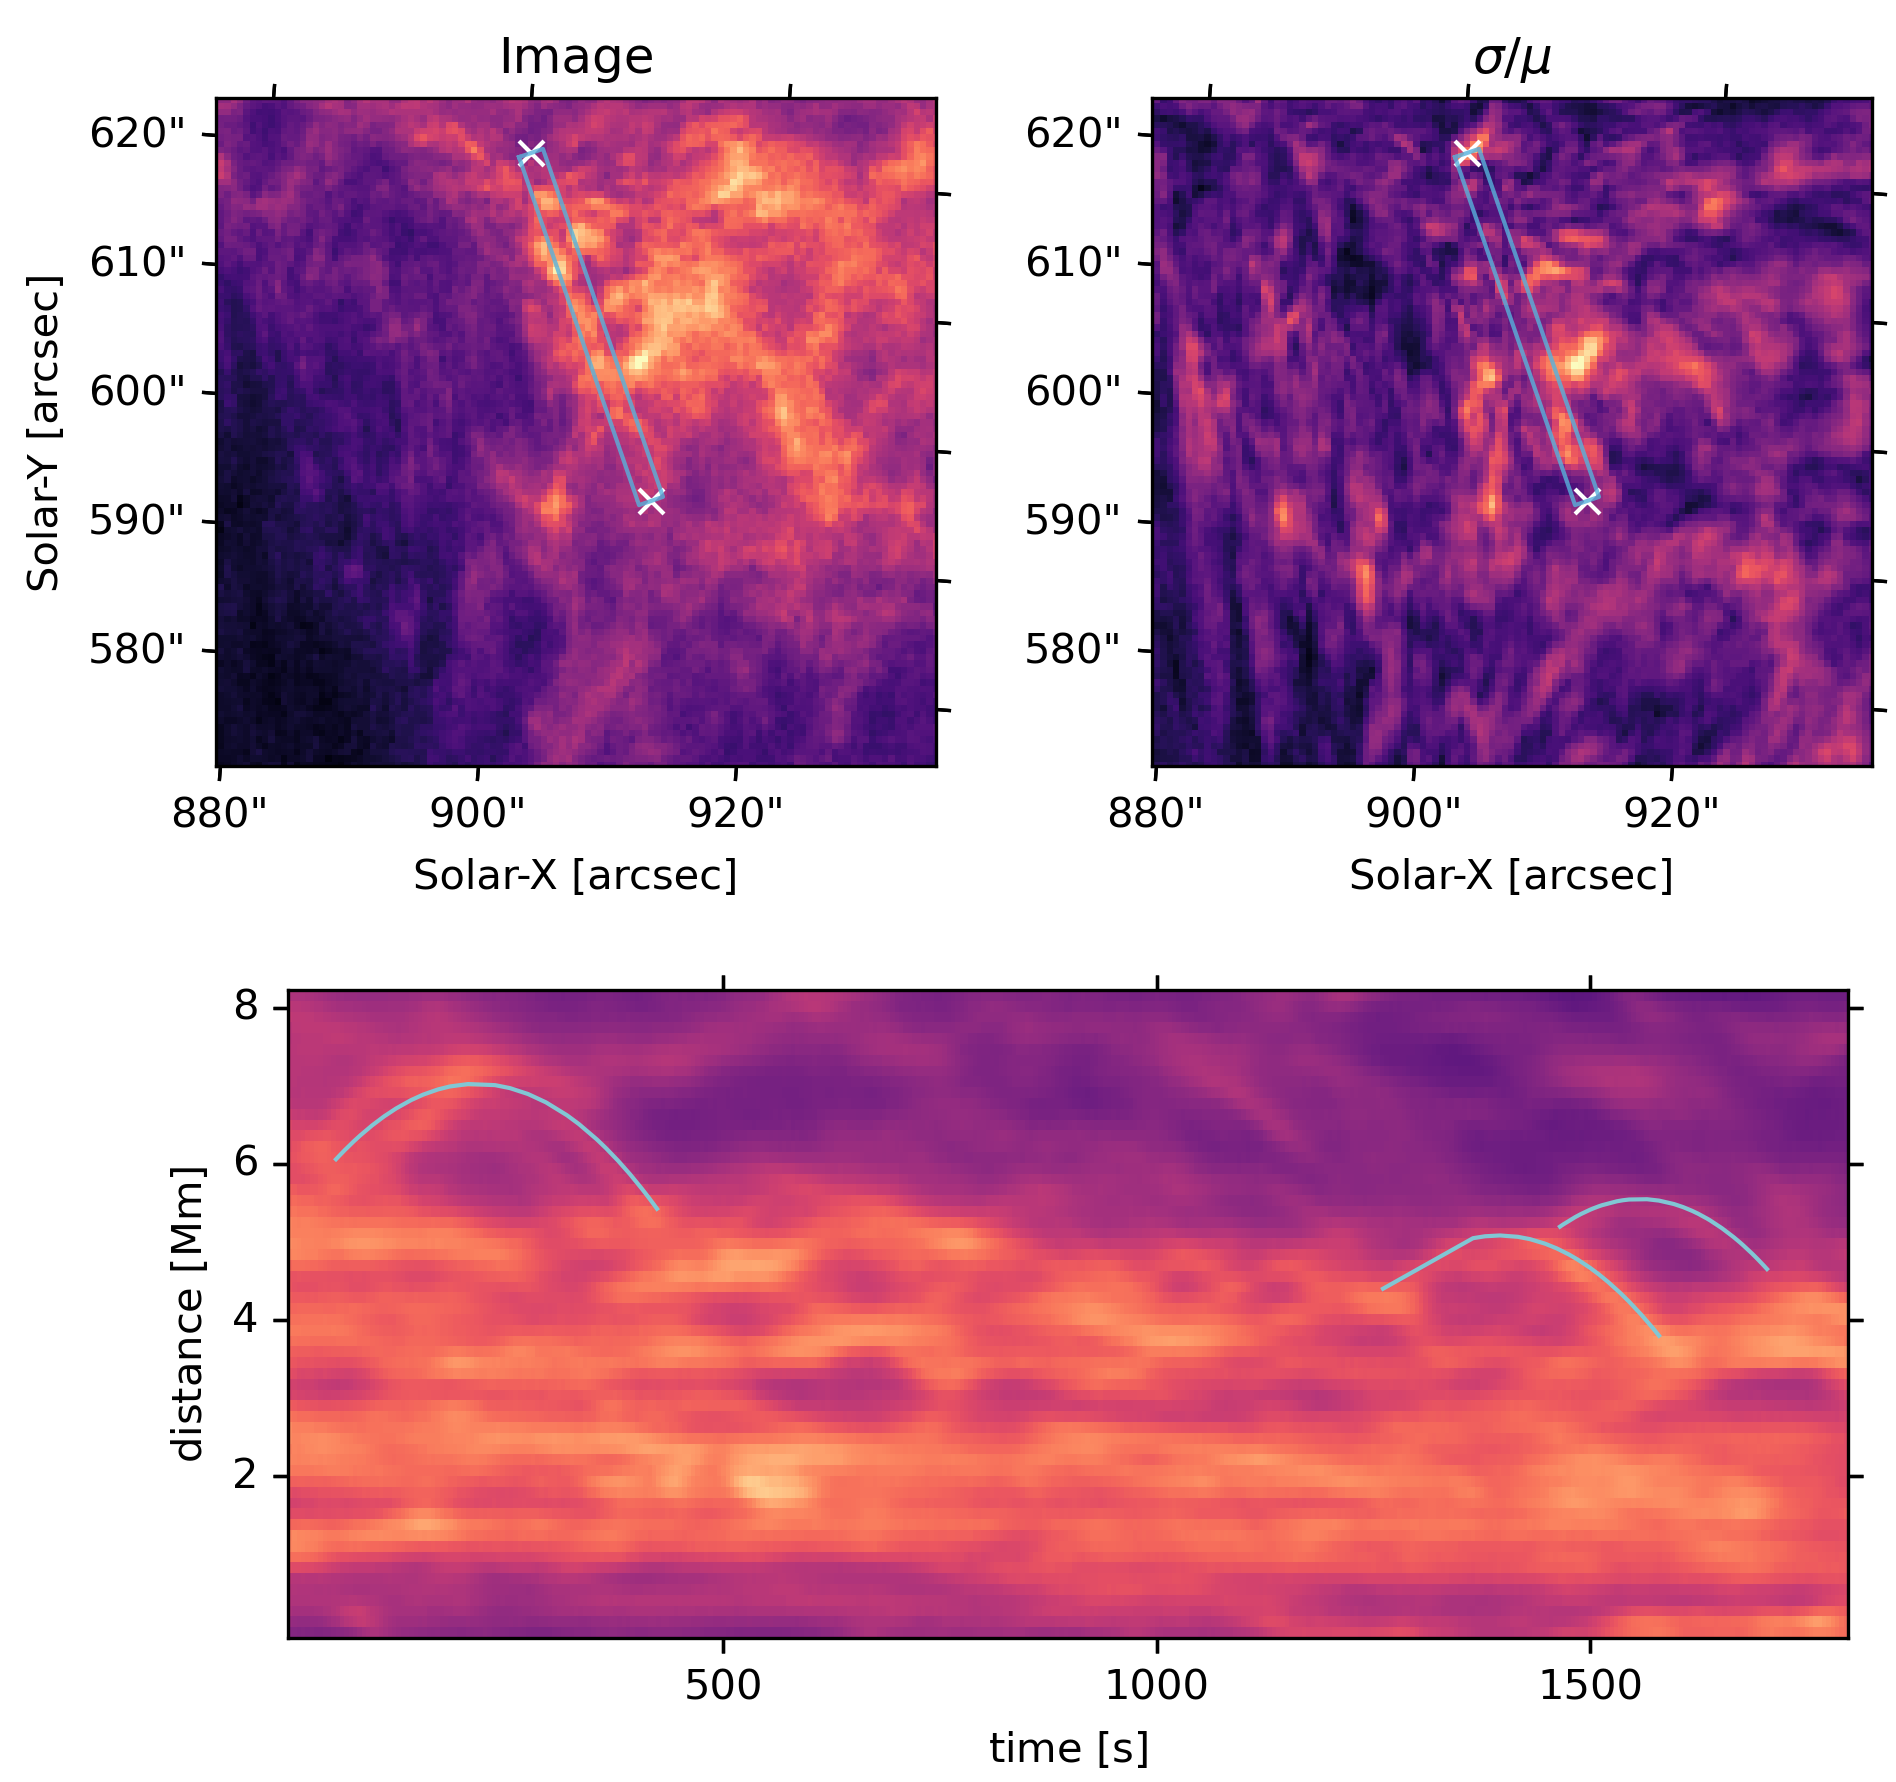 Image
σ/μ
620"
610"
600"
590"
580"
Solar-Y [arcsec]
880" 900" 920"
Solar-X [arcsec]
620"
610"
600"
590"
580"
880" 900" 920"
Solar-X [arcsec]
8
6
4
2
distance [Mm]
500 1000 1500
time [s]